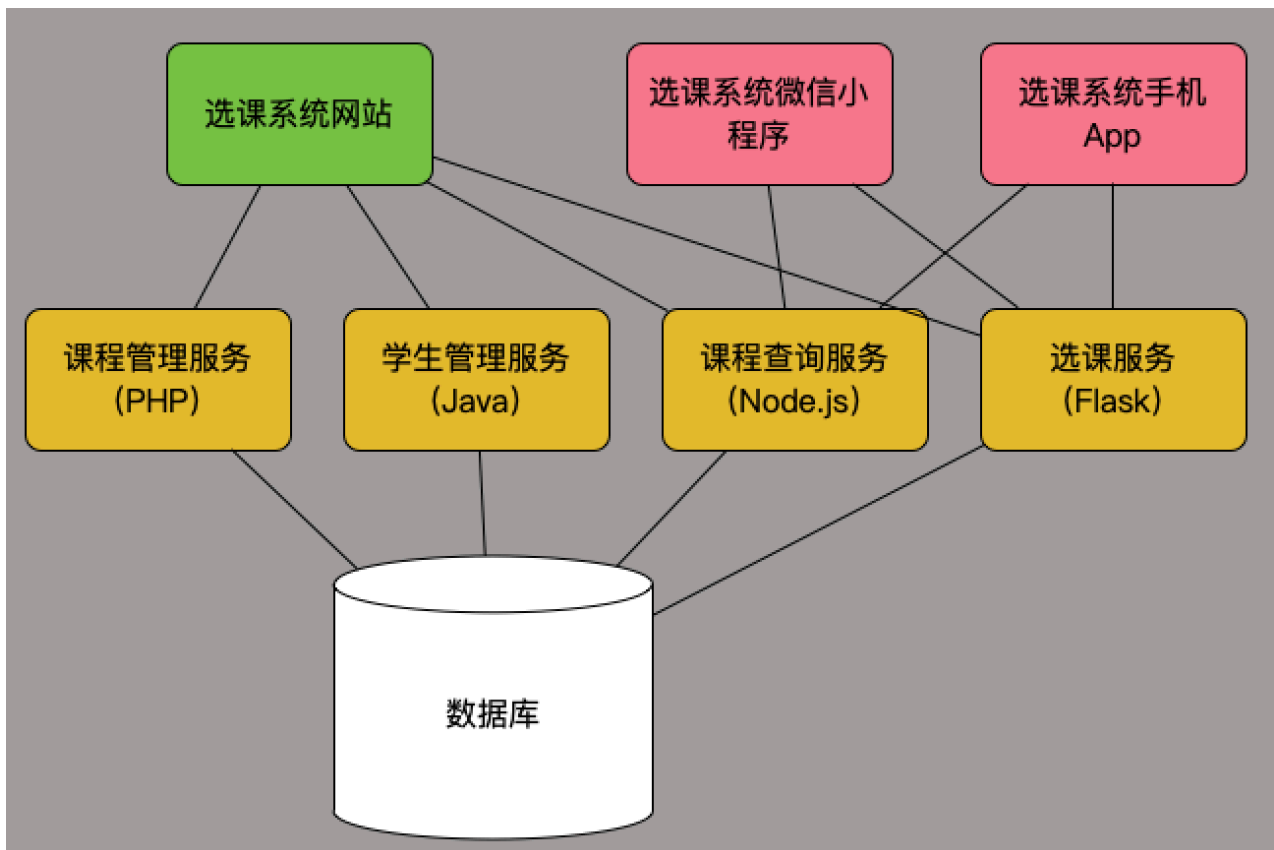 选课系统网站
选课系统微信小
程序
选课系统手机
App
课程管理服务
（PHP）
学生管理服务
（Java）
课程查询服务
（Node.js）
选课服务
（Flask）
数据库